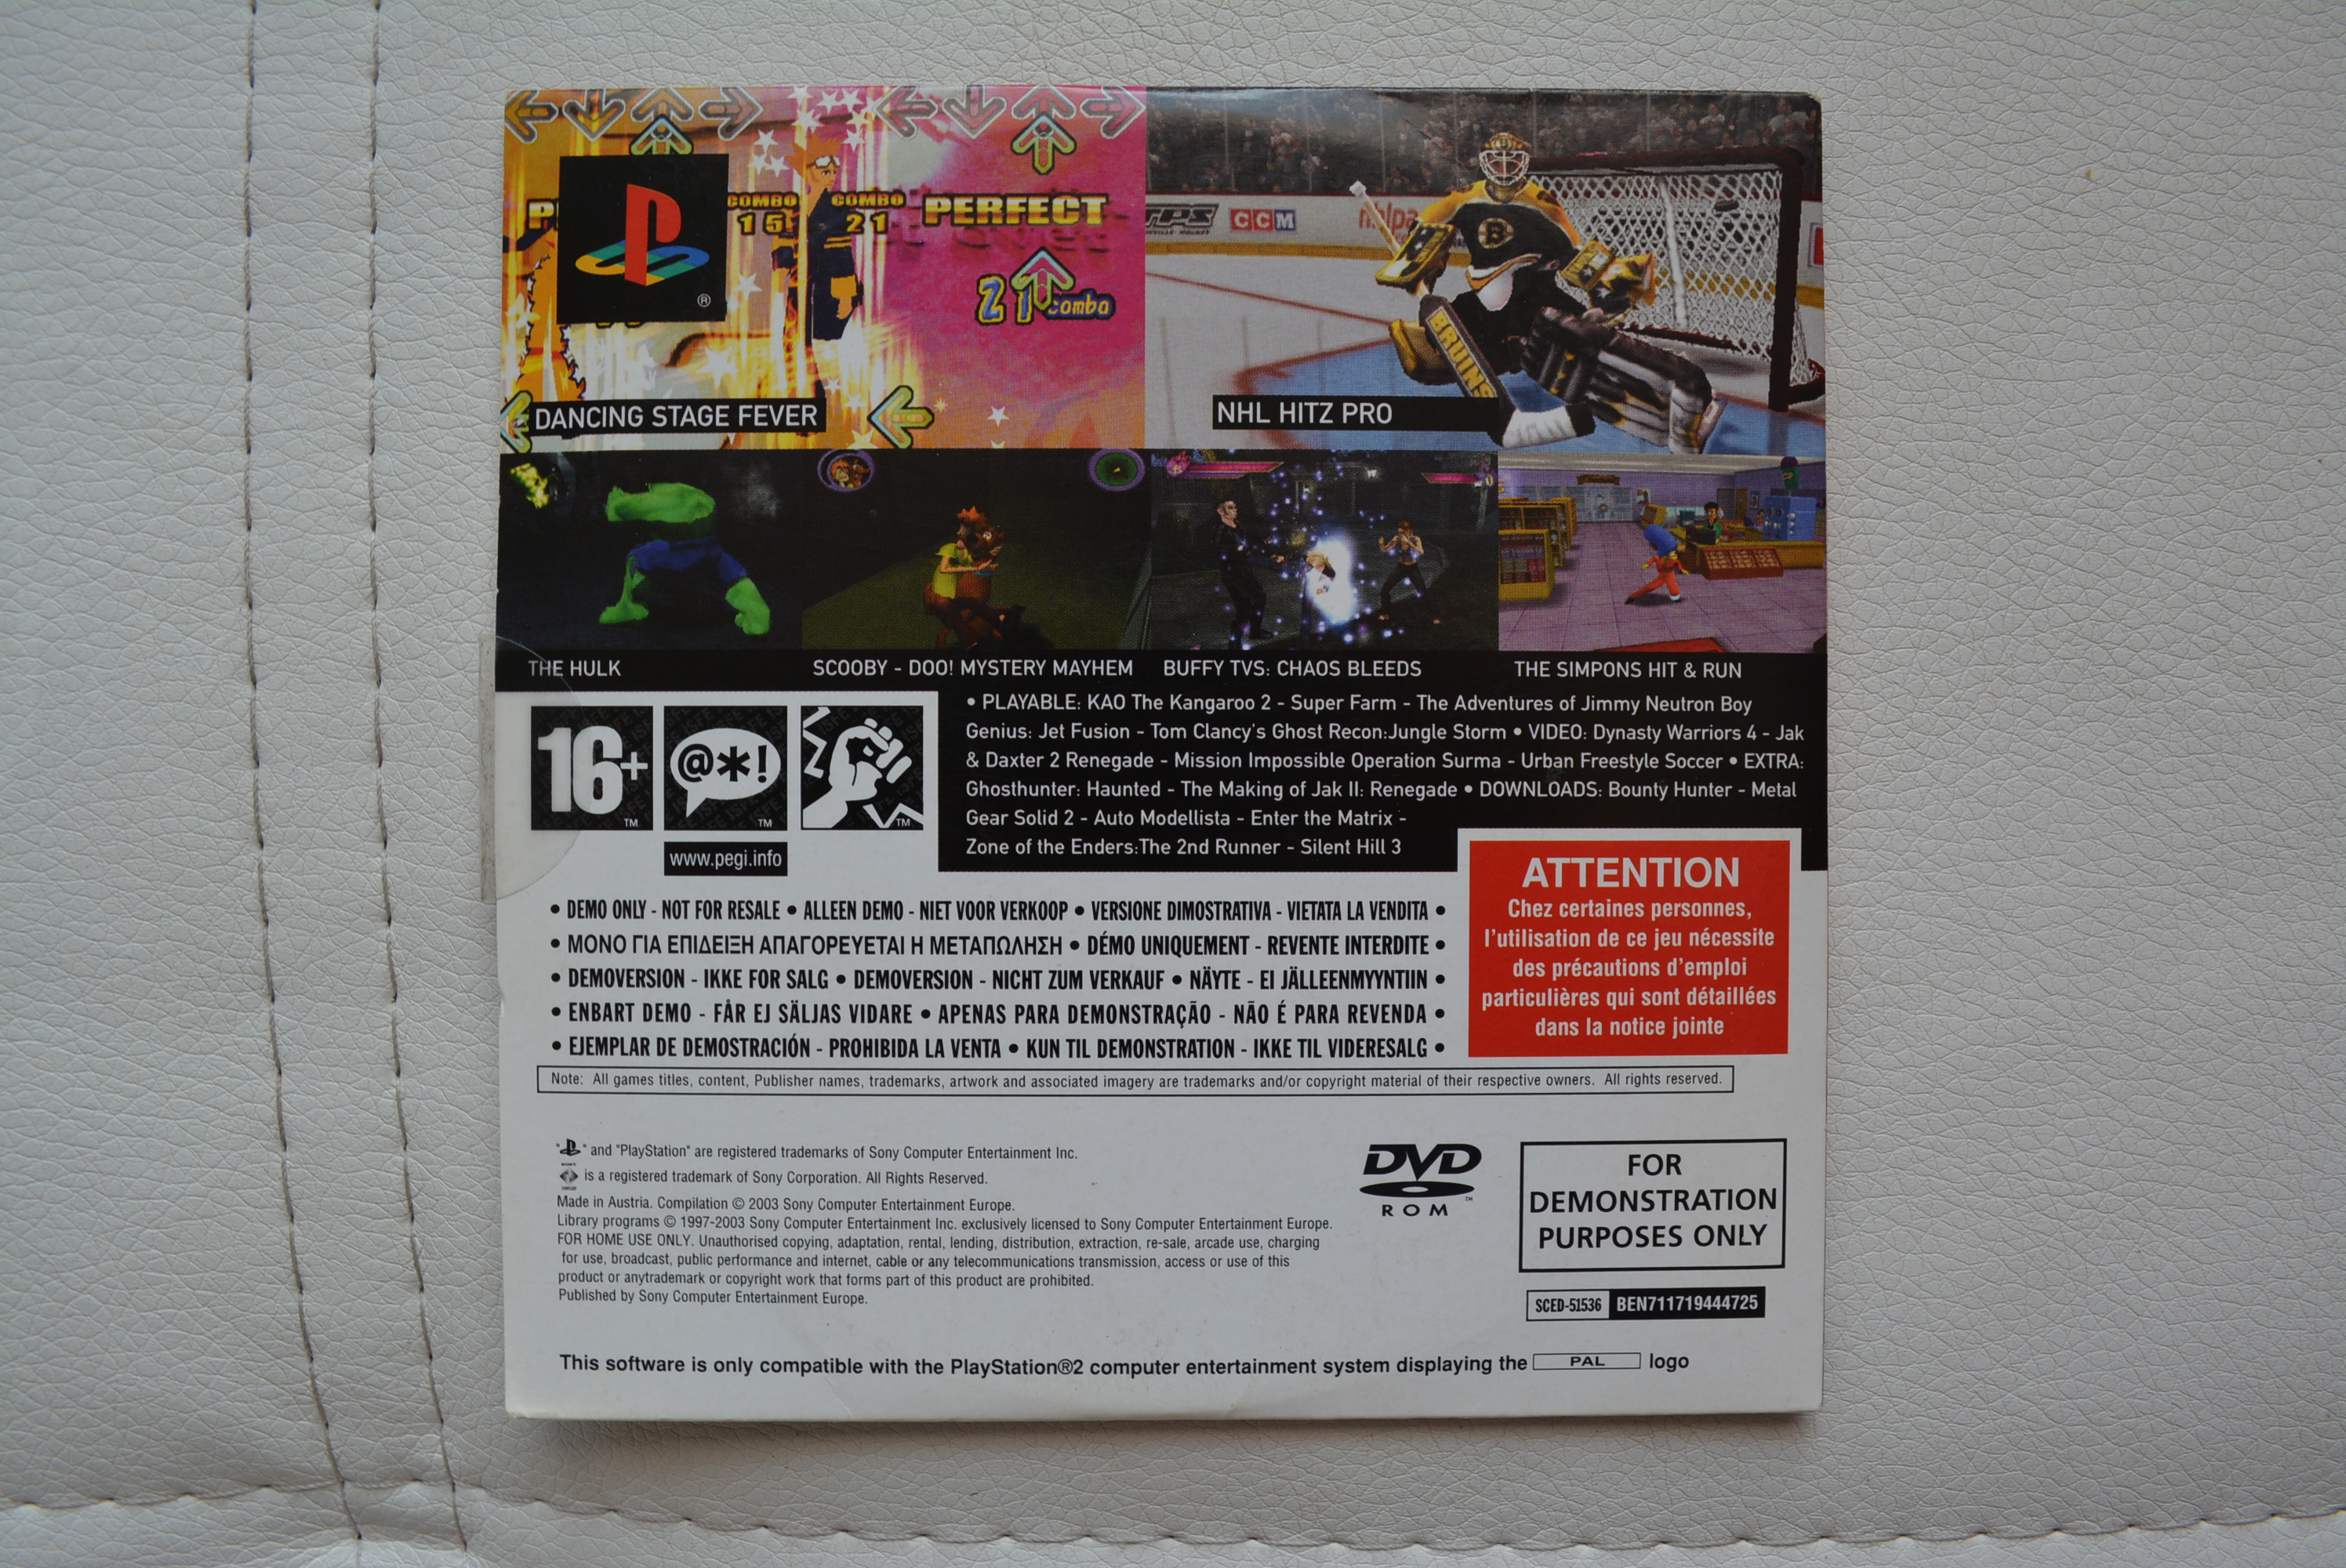 COMBO
15
COMBO
21
PERFECT
21 combo
®
TPS
CCM
nhlpa
B
BRUINS
DANCING STAGE FEVER
NHL HITZ PRO
THE HULK
SCOOBY - DOO! MYSTERY MAYHEM
BUFFY TVS: CHAOS BLEEDS
THE SIMPONS HIT & RUN
• PLAYABLE: KAO The Kangaroo 2 - Super Farm - The Adventures of Jimmy Neutron Boy
Genius: Jet Fusion - Tom Clancy's Ghost Recon:Jungle Storm • VIDEO: Dynasty Warriors 4 - Jak
& Daxter 2 Renegade - Mission Impossible Operation Surma - Urban Freestyle Soccer • EXTRA:
Ghosthunter: Haunted - The Making of Jak II: Renegade • DOWNLOADS: Bounty Hunter - Metal
Gear Solid 2 - Auto Modellista - Enter the Matrix -
Zone of the Enders:The 2nd Runner - Silent Hill 3
16+
TM
@*!
TM
TM
www.pegi.info
• DEMO ONLY - NOT FOR RESALE • ALLEEN DEMO - NIET VOOR VERKOOP • VERSIONE DIMOSTRATIVA - VIETATA LA VENDITA •
• ΜΟΝΟ ΓΙΑ ΕΠΙΔΕΙΞΗ ΑΠΑΓΟΡΕΥΕΤΑΙ Η ΜΕΤΑΠΩΛΗΣΗ • DÉMO UNIQUEMENT - REVENTE INTERDITE •
• DEMOVERSION - IKKE FOR SALG • DEMOVERSION - NICHT ZUM VERKAUF • NÄYTE - EI JÄLLEENMYYNTIIN •
• ENBART DEMO - FÅR EJ SÄLJAS VIDARE • APENAS PARA DEMONSTRAÇÃO - NÃO É PARA REVENDA •
• EJEMPLAR DE DEMOSTRACIÓN - PROHIBIDA LA VENTA • KUN TIL DEMONSTRATION - IKKE TIL VIDERESALG •
ATTENTION
Chez certaines personnes,
l'utilisation de ce jeu nécessite
des précautions d'emploi
particulières qui sont détaillées
dans la notice jointe
Note: All games titles, content, Publisher names, trademarks, artwork and associated imagery are trademarks and/or copyright material of their respective owners. All rights reserved.
" " and "PlayStation" are registered trademarks of Sony Computer Entertainment Inc.
is a registered trademark of Sony Corporation. All Rights Reserved.
Made in Austria. Compilation © 2003 Sony Computer Entertainment Europe.
Library programs © 1997-2003 Sony Computer Entertainment Inc. exclusively licensed to Sony Computer Entertainment Europe.
FOR HOME USE ONLY. Unauthorised copying, adaptation, rental, lending, distribution, extraction, re-sale, arcade use, charging
for use, broadcast, public performance and internet, cable or any telecommunications transmission, access or use of this
product or anytrademark or copyright work that forms part of this product are prohibited.
Published by Sony Computer Entertainment Europe.
DVD
TM
ROM
FOR
DEMONSTRATION
PURPOSES ONLY
SCED-51536 BEN711719444725
This software is only compatible with the PlayStation®2 computer entertainment system displaying the PAL logo